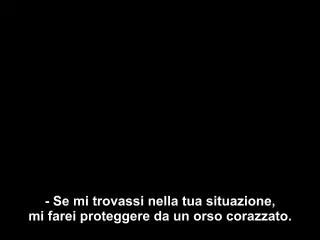 - Se mi trovassi nella tua situazione,
mi farei proteggere da un orso corazzato.